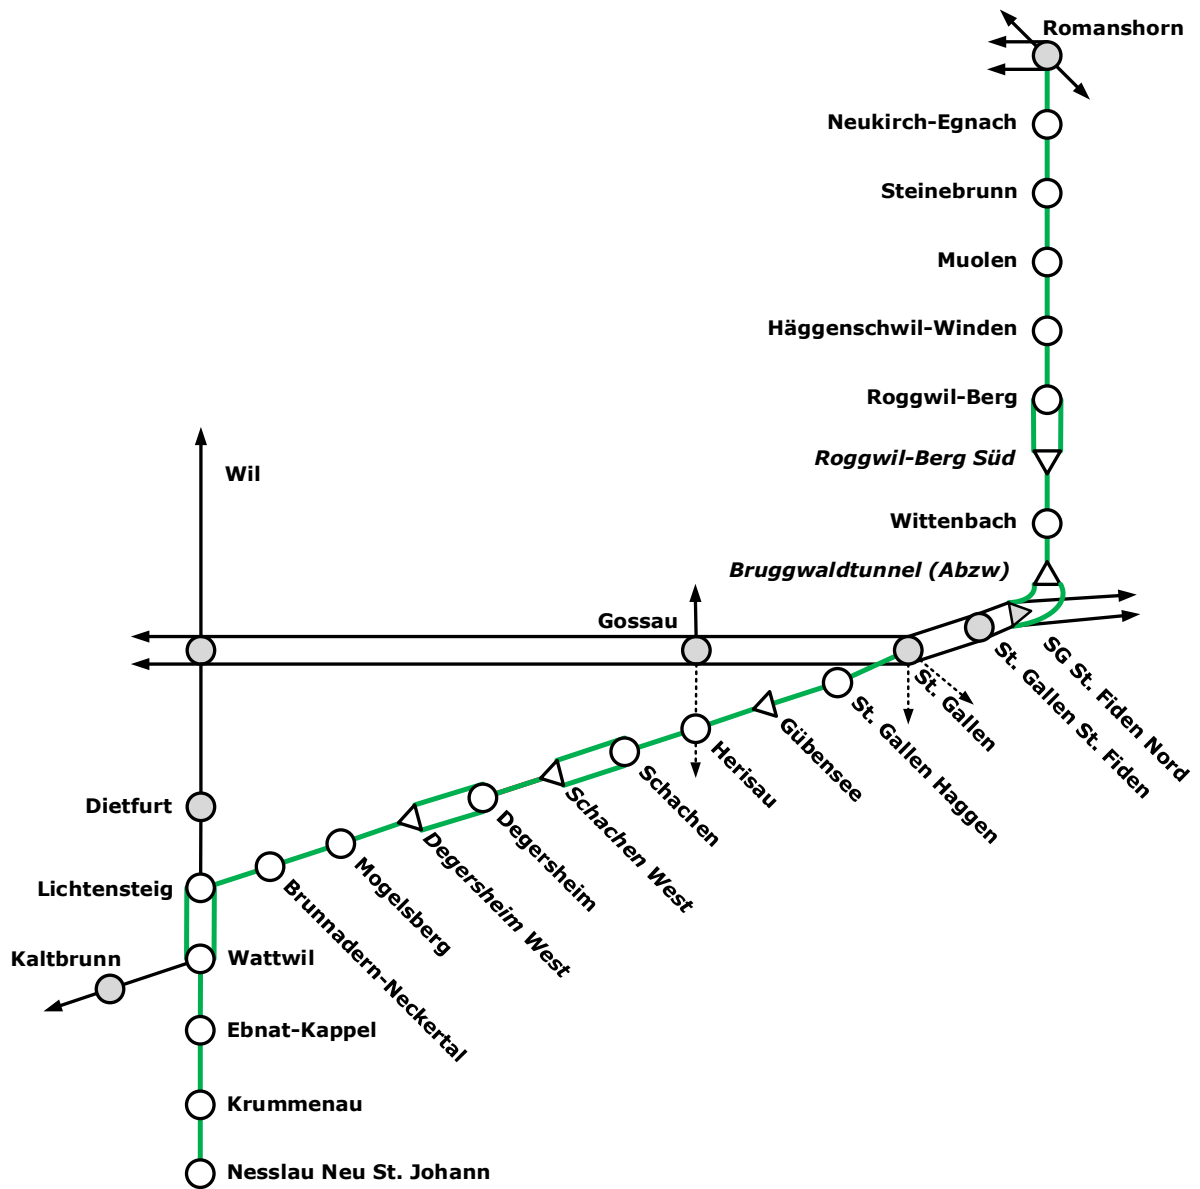 Romanshorn
Neukirch-Egnach
Steinebrunn
Muolen
Häggenschwil-Winden
Roggwil-Berg
Roggwil-Berg Süd
Wil
Wittenbach
Bruggwaldtunnel (Abzw)
Gossau
SG St. Fiden Nord
St. Gallen St. Fiden
St. Gallen
St. Gallen Haggen
Gübensee
Herisau
Schachen
Schachen West
Degersheim
Degersheim West
Mogelsberg
Brunnadern-Neckertal
Dietfurt
Lichtensteig
Kaltbrunn
Wattwil
Ebnat-Kappel
Krummenau
Nesslau Neu St. Johann